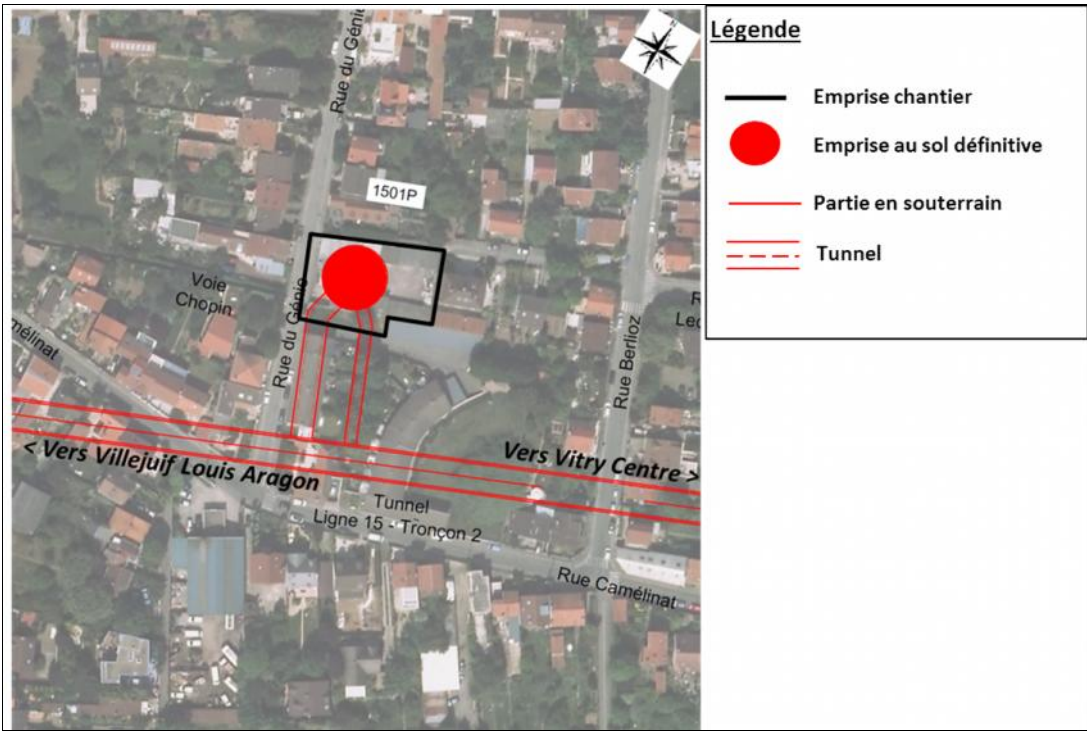 Rue du Génie
1501P
Voie
Chopin
Rue du Génie
Rue Berlioz
< Vers Villejuif Louis Aragon
Vers Vitry Centre >
Tunnel
Ligne 15 - Tronçon 2
Rue Camélinat
Légende
Emprise chantier
Emprise au sol définitive
Partie en souterrain
Tunnel